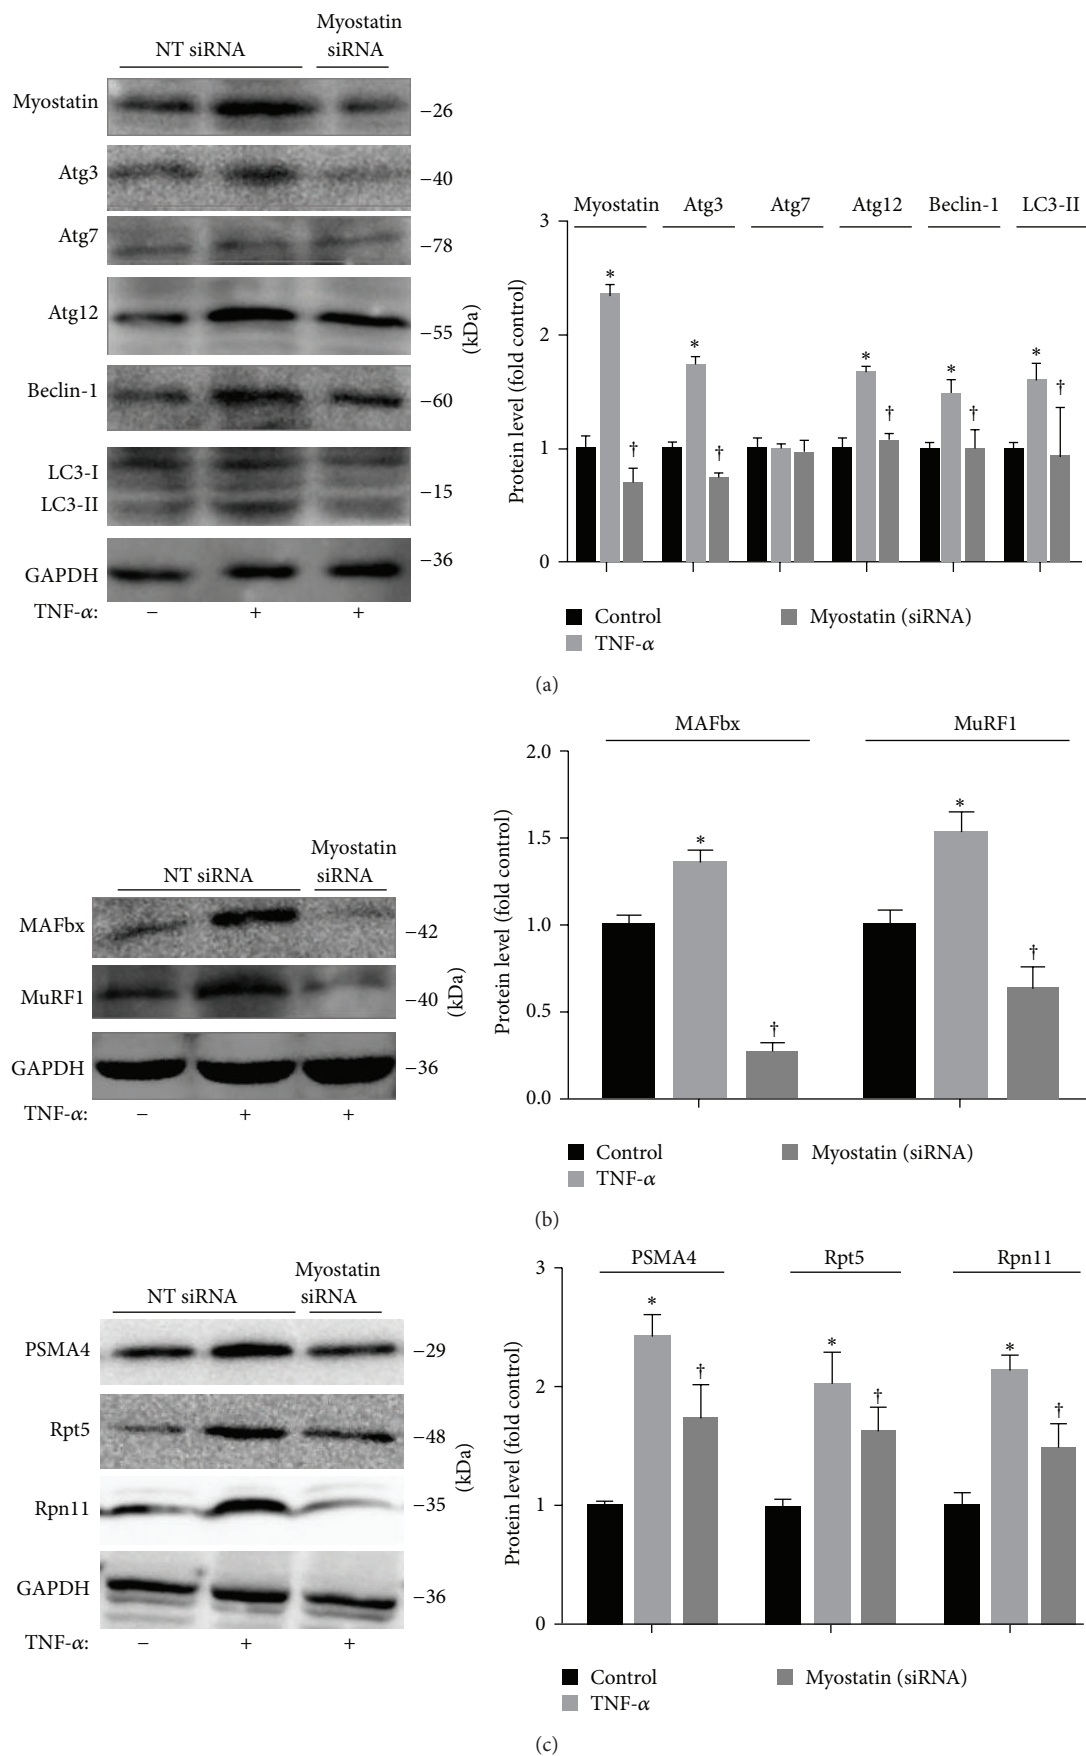 Myostatin
NT siRNA siRNA
Myostatin −26
Atg3 −40
Atg7 −78
Atg12 −55
Beclin-1 −60
LC3-I
−15
LC3-II
−36
GAPDH
TNF-α: − + +
(kDa)
Myostatin Atg3 Atg7 Atg12 Beclin-1 LC3-II
3
2
1
0
Protein level (fold control)
* * * * *
† † † † †
Control Myostatin (siRNA)
TNF-α
(a)
Myostatin
NT siRNA siRNA
MAFbx −42
MuRF1 −40
GAPDH −36
TNF-α: − + +
(kDa)
MAFbx MuRF1
2.0
1.5
1.0
0.5
0.0
Protein level (fold control)
* *
† †
Control Myostatin (siRNA)
TNF-α
(b)
Myostatin
NT siRNA siRNA
PSMA4 −29
Rpt5 −48
Rpn11 −35
GAPDH −36
TNF-α: − + +
(kDa)
PSMA4 Rpt5 Rpn11
3
2
1
0
Protein level (fold control)
* * *
† † †
Control Myostatin (siRNA)
TNF-α
(c)